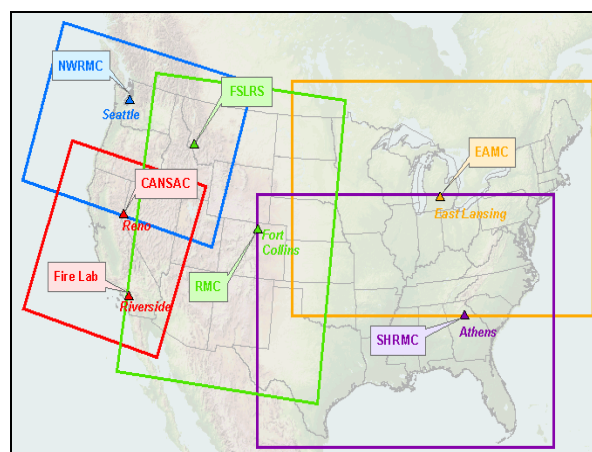 NWRMC
Seattle
FSLRS
EAMC
East Lansing
CANSAC
Reno
Fort
Collins
RMC
Fire Lab
Riverside
SHRMC
Athens